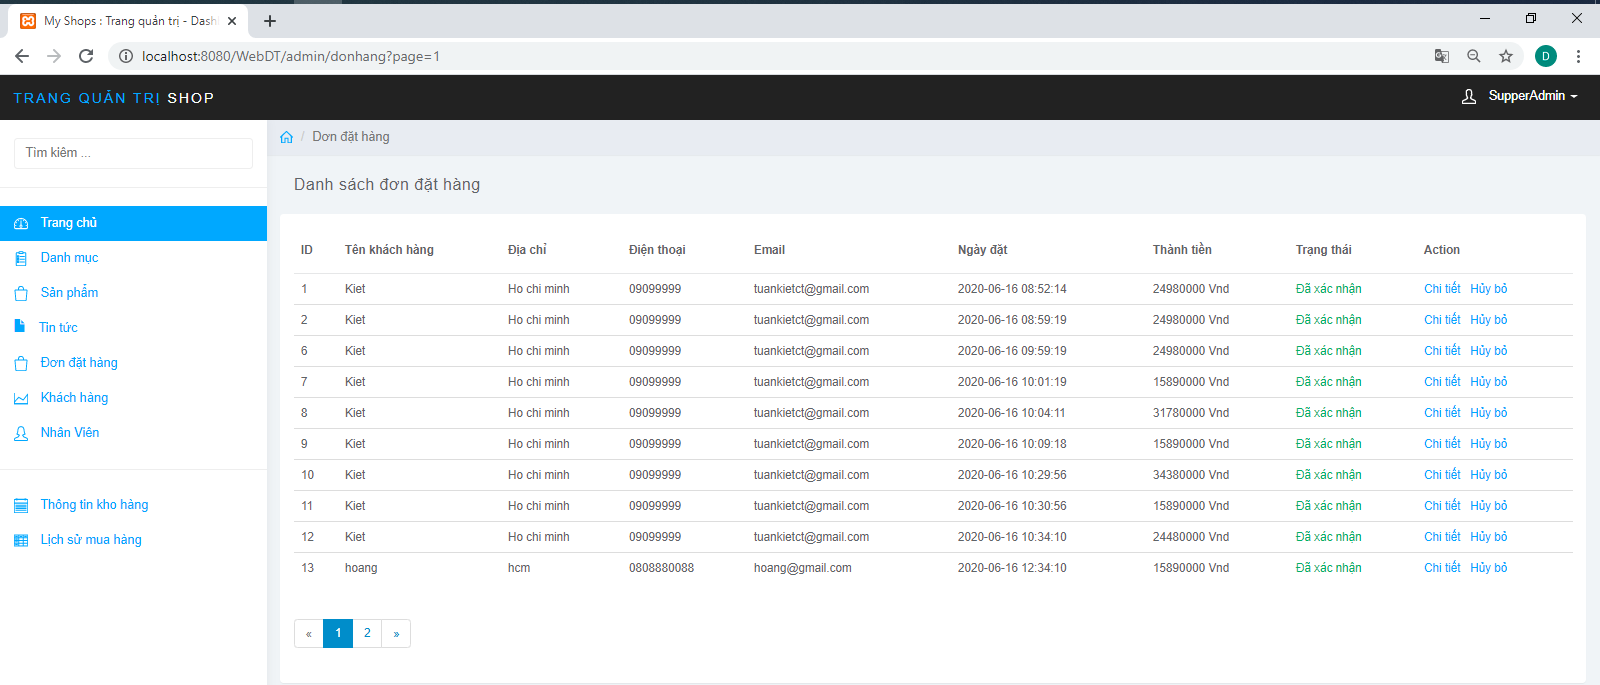 My Shops : Trang quản trị - Dash
localhost:8080/WebDT/admin/donhang?page=1
D
TRANG QUẢN TRỊ SHOP
SupperAdmin
Tìm kiếm ...
Trang chủ
Danh mục
Sản phẩm
Tin tức
Đơn đặt hàng
Khách hàng
Nhân Viên
Thông tin kho hàng
Lịch sử mua hàng
/ Dơn đặt hàng
Danh sách đơn đặt hàng
ID Tên khách hàng Địa chỉ Điện thoại Email Ngày đặt Thành tiền Trạng thái Action
1 Kiet Ho chi minh 09099999 tuankietct@gmail.com 2020-06-16 08:52:14 24980000 Vnd Đã xác nhận Chi tiết Hủy bỏ
2 Kiet Ho chi minh 09099999 tuankietct@gmail.com 2020-06-16 08:59:19 24980000 Vnd Đã xác nhận Chi tiết Hủy bỏ
6 Kiet Ho chi minh 09099999 tuankietct@gmail.com 2020-06-16 09:59:19 24980000 Vnd Đã xác nhận Chi tiết Hủy bỏ
7 Kiet Ho chi minh 09099999 tuankietct@gmail.com 2020-06-16 10:01:19 15890000 Vnd Đã xác nhận Chi tiết Hủy bỏ
8 Kiet Ho chi minh 09099999 tuankietct@gmail.com 2020-06-16 10:04:11 31780000 Vnd Đã xác nhận Chi tiết Hủy bỏ
9 Kiet Ho chi minh 09099999 tuankietct@gmail.com 2020-06-16 10:09:18 15890000 Vnd Đã xác nhận Chi tiết Hủy bỏ
10 Kiet Ho chi minh 09099999 tuankietct@gmail.com 2020-06-16 10:29:56 34380000 Vnd Đã xác nhận Chi tiết Hủy bỏ
11 Kiet Ho chi minh 09099999 tuankietct@gmail.com 2020-06-16 10:30:56 15890000 Vnd Đã xác nhận Chi tiết Hủy bỏ
12 Kiet Ho chi minh 09099999 tuankietct@gmail.com 2020-06-16 10:34:10 24480000 Vnd Đã xác nhận Chi tiết Hủy bỏ
13 hoang hcm 0808880088 hoang@gmail.com 2020-06-16 12:34:10 15890000 Vnd Đã xác nhận Chi tiết Hủy bỏ
« 1 2 »